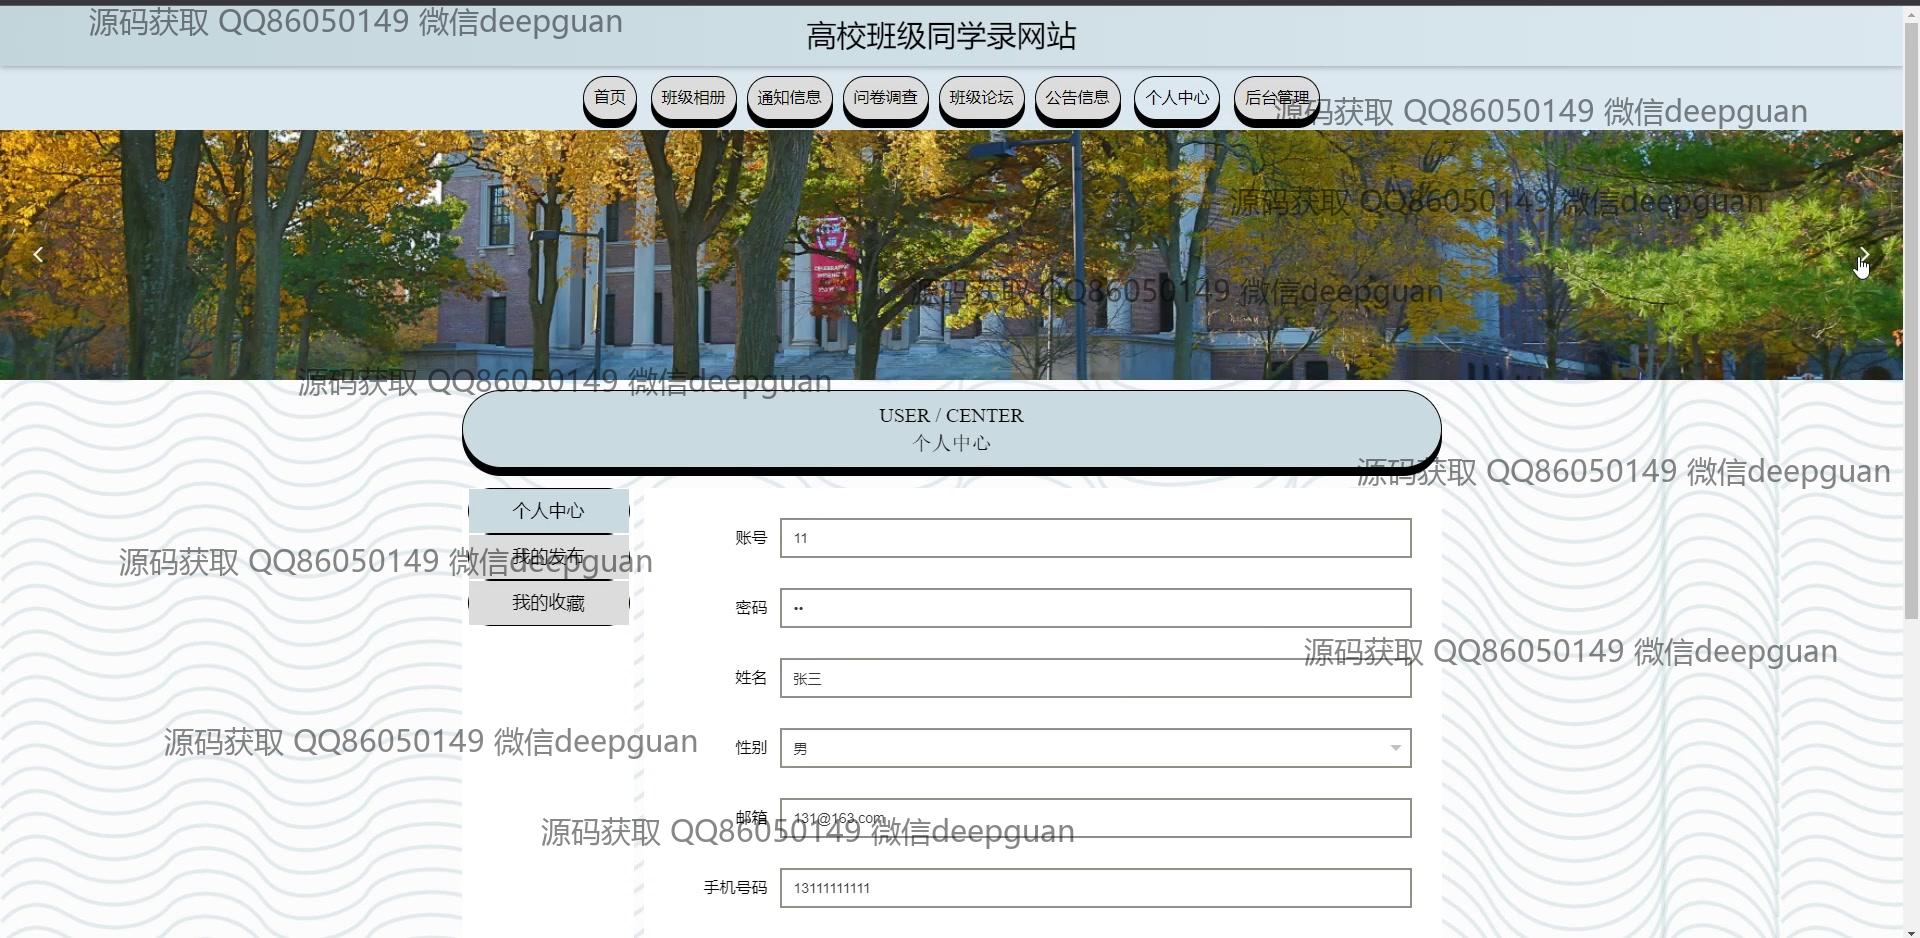 源码获取 QQ86050149 微信deepguan
高校班级同学录网站
首页 班级相册 通知信息 问卷调查 班级论坛 公告信息 个人中心 后台管理
源码获取 QQ86050149 微信deepguan
源码获取 QQ86050149 微信deepguan
源码获取 QQ86050149 微信deepguan
源码获取 QQ86050149 微信deepguan
USER / CENTER
个人中心
源码获取 QQ86050149 微信deepguan
个人中心
账号 11
我的发布
源码获取 QQ86050149 微信deepguan
我的收藏
密码 ••
源码获取 QQ86050149 微信deepguan
姓名 张三
源码获取 QQ86050149 微信deepguan
性别 男
邮箱 131@163.com
源码获取 QQ86050149 微信deepguan
手机号码 13111111111